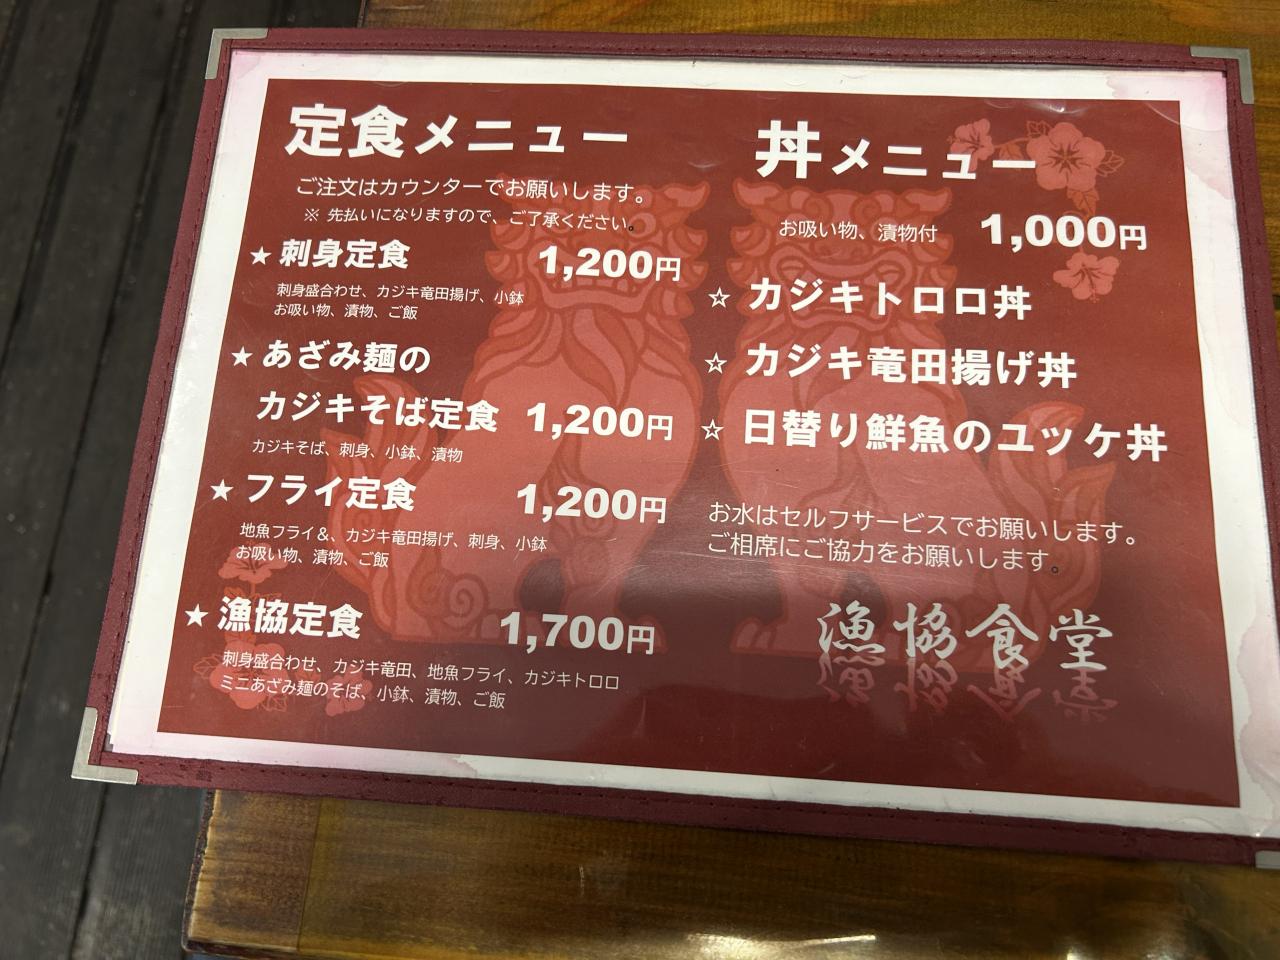 定食メニュー
ご注文はカウンターでお願いします。
※ 先払いになりますので、ご了承ください。
★ 刺身定食 1,200円
刺身盛合わせ、カジキ竜田揚げ、小鉢
お吸い物、漬物、ご飯
★ あざみ麺の
カジキそば定食 1,200円
カジキそば、刺身、小鉢、漬物
★ フライ定食 1,200円
地魚フライ&、カジキ竜田揚げ、刺身、小鉢
お吸い物、漬物、ご飯
★ 漁協定食 1,700円
刺身盛合わせ、カジキ竜田、地魚フライ、カジキトロロ
ミニあざみ麺のそば、小鉢、漬物、ご飯
丼メニュー
お吸い物、漬物付 1,000円
☆ カジキトロロ丼
☆ カジキ竜田揚げ丼
☆ 日替り鮮魚のユッケ丼
お水はセルフサービスでお願いします。
ご相席にご協力をお願いします。
漁協食堂